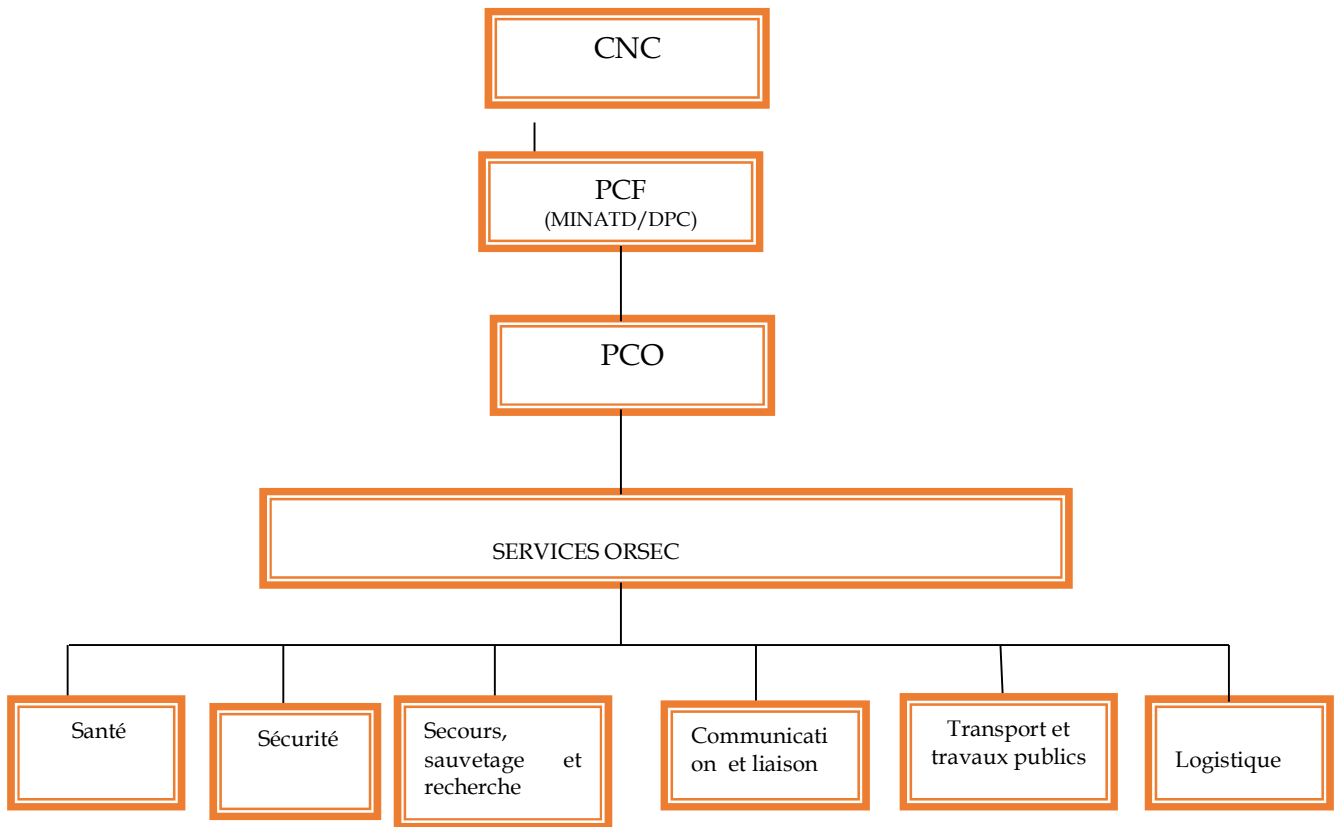 CNC
PCF
(MINATD/DPC)
PCO
SERVICES ORSEC
Santé
Sécurité
Secours,
sauvetage et
recherche
Communicati
on et liaison
Transport et
travaux publics
Logistique